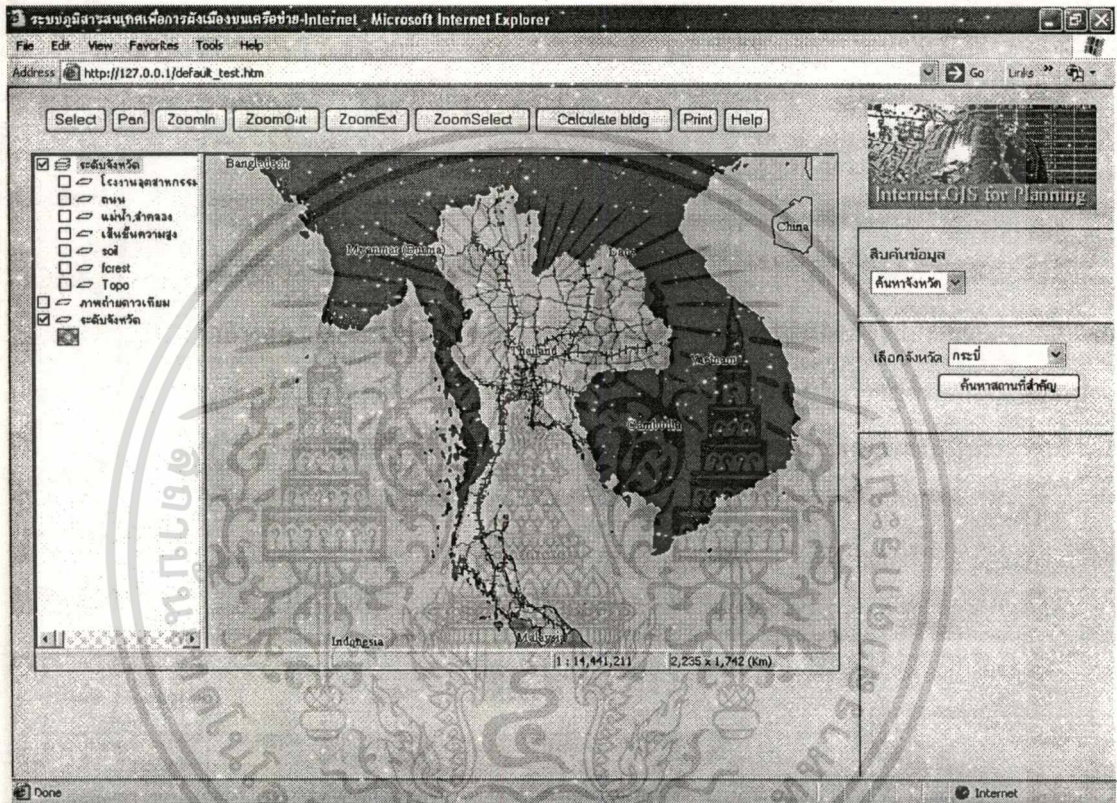 ระบบภูมิสารสนเทศเพื่อการผังเมืองบนเครือข่าย-Internet - Microsoft Internet Explorer
File Edit View Favorites Tools Help
Address http://127.0.0.1/default_test.htm Go Links »
Select Pan ZoomIn ZoomOut ZoomExt ZoomSelect Calculate bldg Print Help
Internet GIS for Planning
ระดับจังหวัด
โรงงานอุตสาหกรรม
ถนน
แม่น้ำ,ลำคลอง
เส้นชั้นความสูง
soil
forest
Topo
ภาพถ่ายดาวเทียม
ระดับจังหวัด
Bangladesh
China
Myanmar (Burma)
Laos
Thailand
Vietnam
Cambodia
Indonesia
Malaysia
1 : 14,441,211 2,235 x 1,742 (Km)
สืบค้นข้อมูล
ค้นหาจังหวัด
เลือกจังหวัด กระบี่
ค้นหาสถานที่สำคัญ
Done Internet